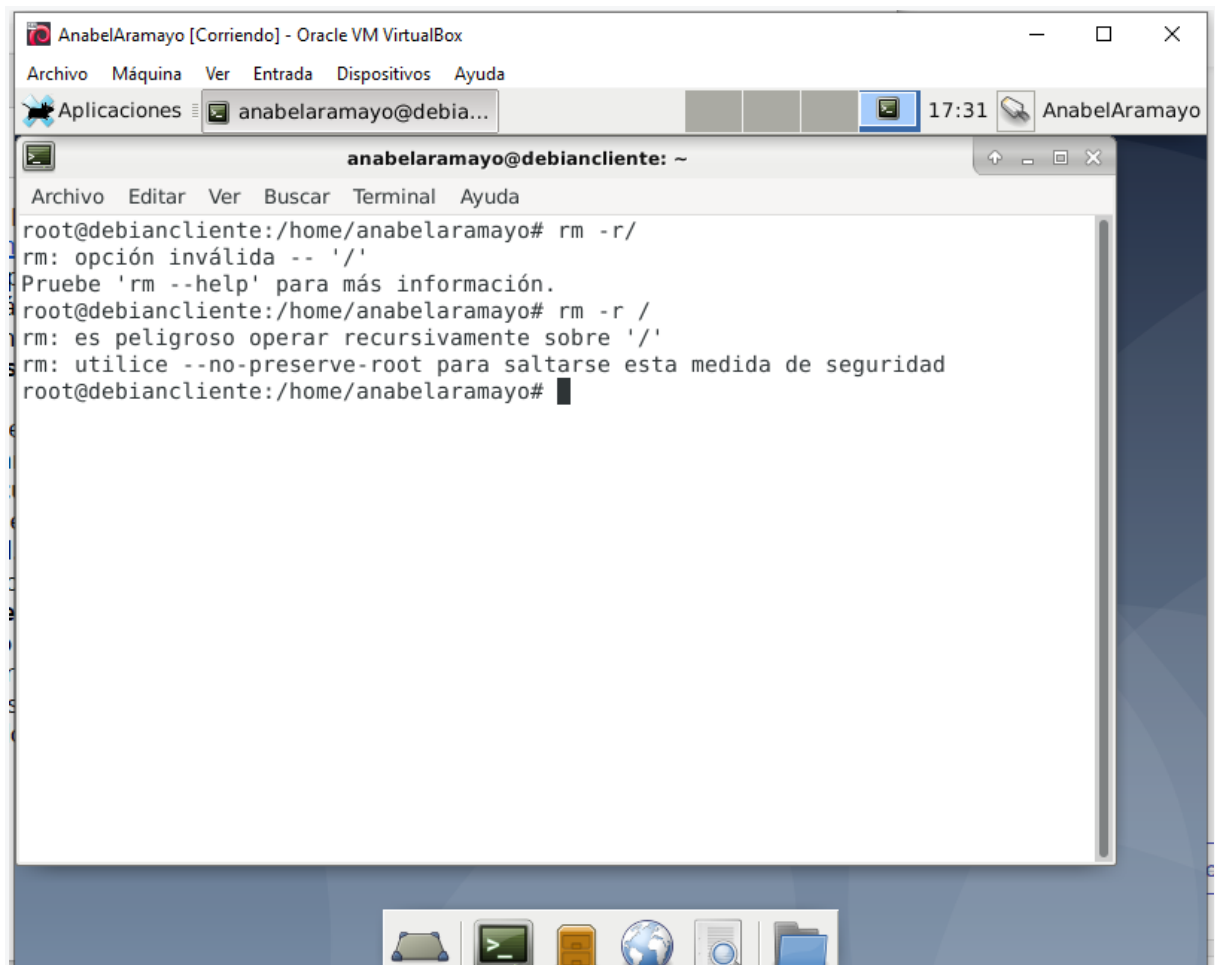 AnabelAramayo [Corriendo] - Oracle VM VirtualBox
Archivo Máquina Ver Entrada Dispositivos Ayuda
Aplicaciones anabelaramayo@debia... 17:31 AnabelAramayo
anabelaramayo@debiancliente: ~
Archivo Editar Ver Buscar Terminal Ayuda
root@debiancliente:/home/anabelaramayo# rm -r/
rm: opción inválida -- '/'
Pruebe 'rm --help' para más información.
root@debiancliente:/home/anabelaramayo# rm -r /
rm: es peligroso operar recursivamente sobre '/'
rm: utilice --no-preserve-root para saltarse esta medida de seguridad
root@debiancliente:/home/anabelaramayo#